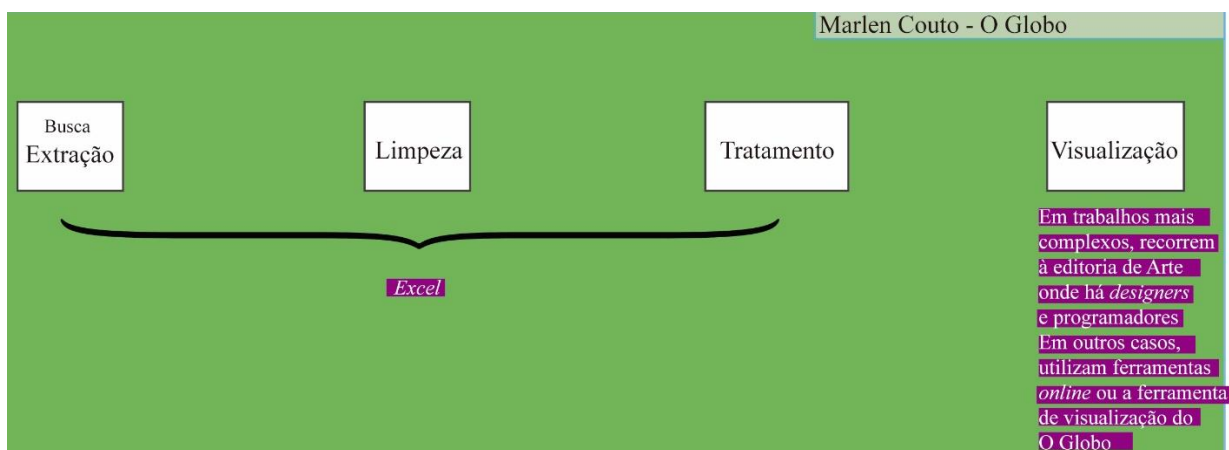 Marlen Couto - O Globo
Busca
Extração
Limpeza
Tratamento
Visualização
Excel
Em trabalhos mais
complexos, recorrem
à editoria de Arte
onde há designers
e programadores
Em outros casos,
utilizam ferramentas
online ou a ferramenta
de visualização do
O Globo